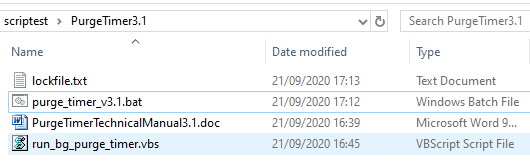 scriptest > PurgeTimer3.1
Search PurgeTimer3.1
Name Date modified Type
lockfile.txt 21/09/2020 17:13 Text Document
purge_timer_v3.1.bat 21/09/2020 17:12 Windows Batch File
PurgeTimerTechnicalManual3.1.doc 21/09/2020 16:39 Microsoft Word 9...
run_bg_purge_timer.vbs 21/09/2020 16:45 VBScript Script File